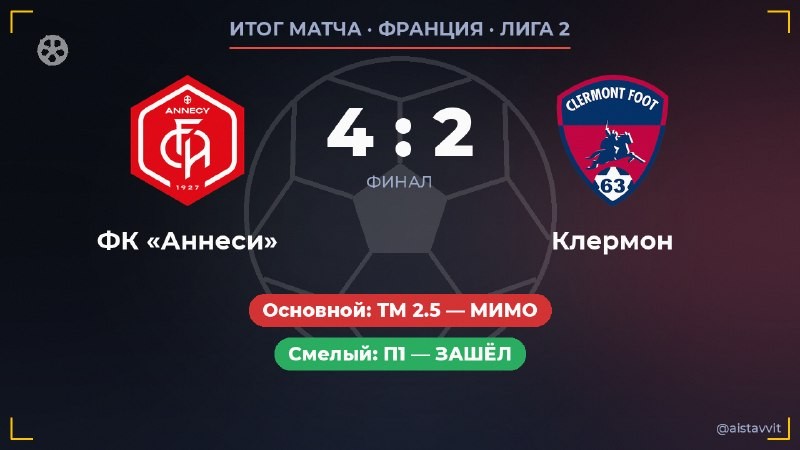 ИТОГ МАТЧА · ФРАНЦИЯ · ЛИГА 2
ANNECY
FCA
1927
4 : 2
ФИНАЛ
CLERMONT FOOT
63
ФК «Аннеси»
Клермон
Основной: ТМ 2.5 — МИМО
Смелый: П1 — ЗАШЁЛ
@aistavvit